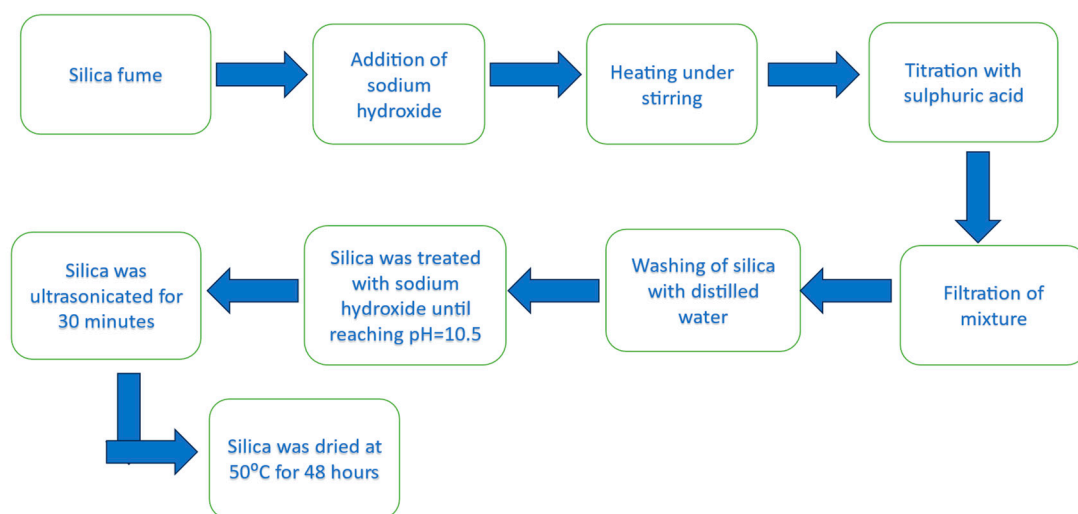 Silica fume
Addition of
sodium
hydroxide
Heating under
stirring
Titration with
sulphuric acid
Filtration of
mixture
Washing of silica
with distilled
water
Silica was treated
with sodium
hydroxide until
reaching pH=10.5
Silica was
ultrasonicated for
30 minutes
Silica was dried at
50⁰C for 48 hours